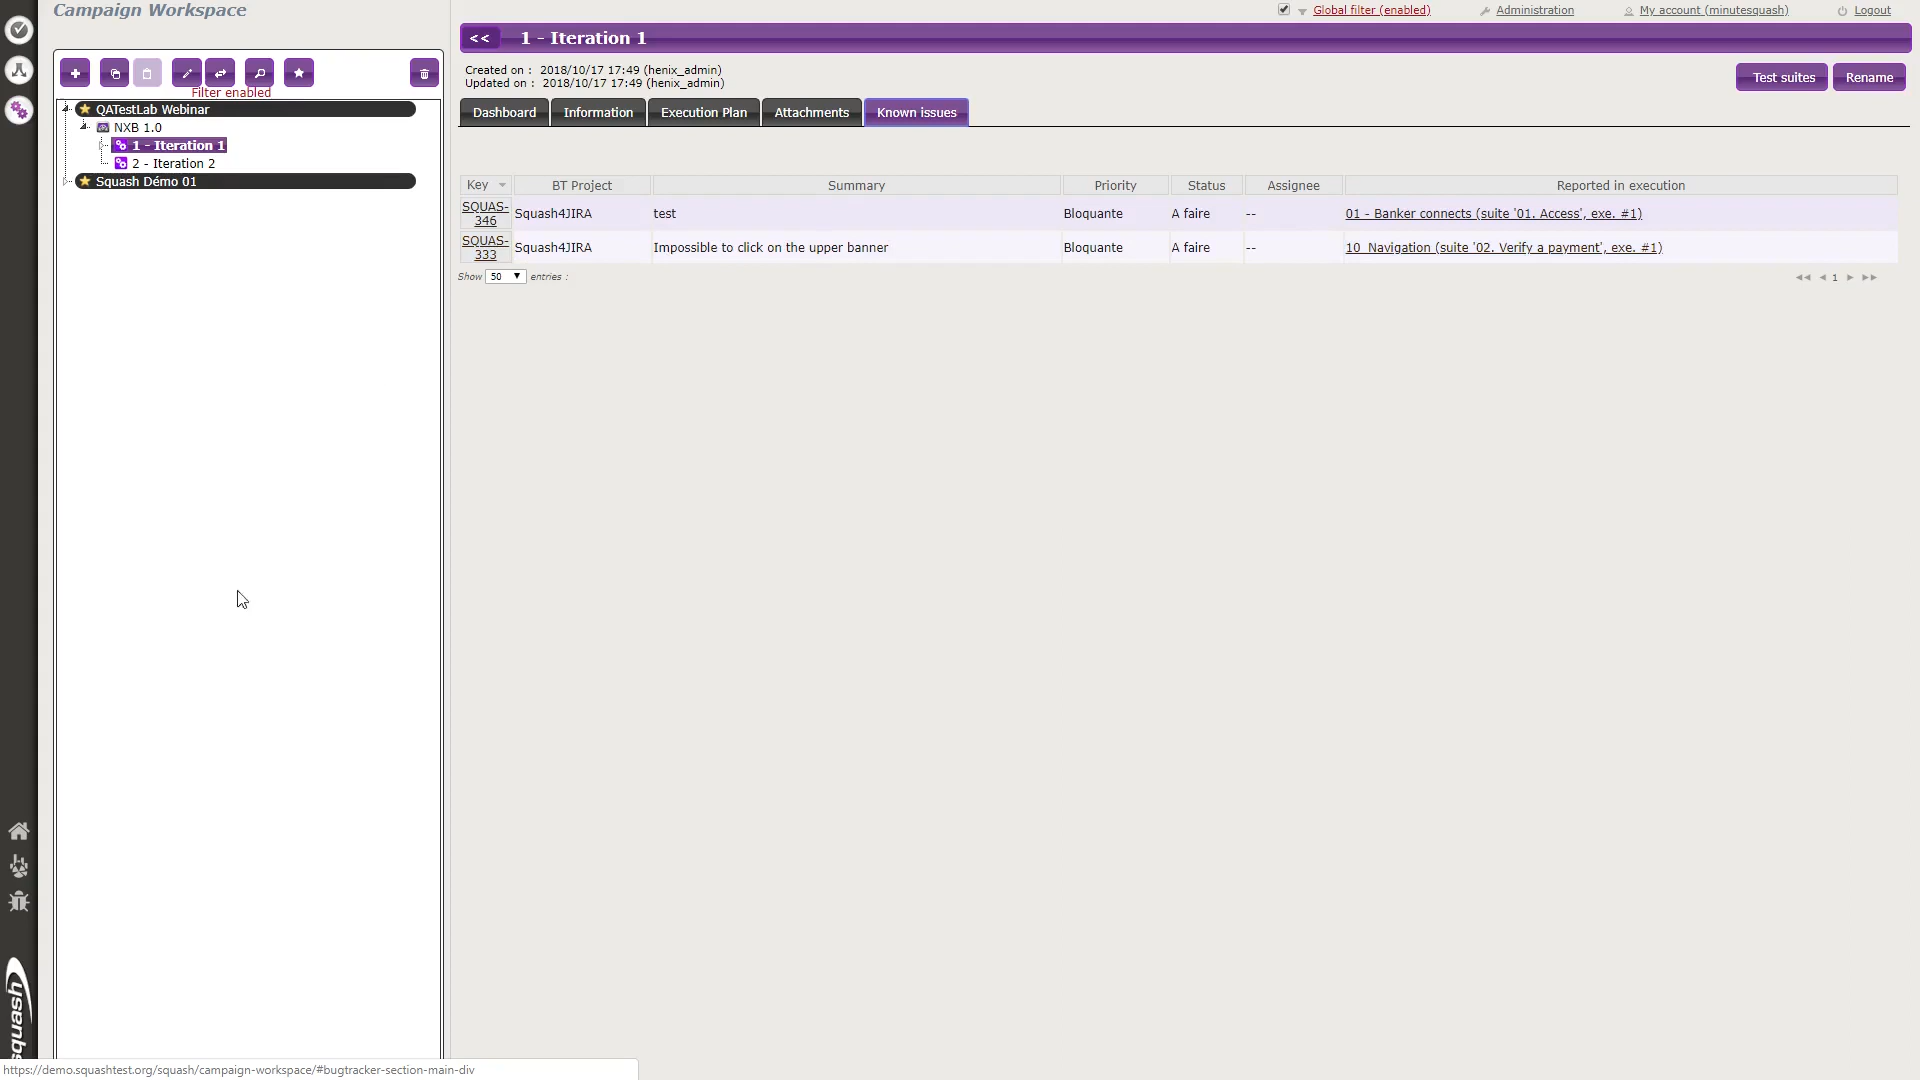 Campaign Workspace
Global filter (enabled)
Administration
My account (minutesquash)
Logout
<<
1 - Iteration 1
Created on : 2018/10/17 17:49 (henix_admin)
Updated on : 2018/10/17 17:49 (henix_admin)
Test suites
Rename
Filter enabled
Dashboard
Information
Execution Plan
Attachments
Known issues
QATestLab Webinar
NXB 1.0
1 - Iteration 1
2 - Iteration 2
Squash Démo 01
Key
BT Project
Summary
Priority
Status
Assignee
Reported in execution
SQUAS-
346
Squash4JIRA
test
Bloquante
A faire
--
01 - Banker connects (suite '01. Access', exe. #1)
SQUAS-
333
Squash4JIRA
Impossible to click on the upper banner
Bloquante
A faire
--
10_Navigation (suite '02. Verify a payment', exe. #1)
Show 50 entries :
1
squash
https://demo.squashtest.org/squash/campaign-workspace/#bugtracker-section-main-div